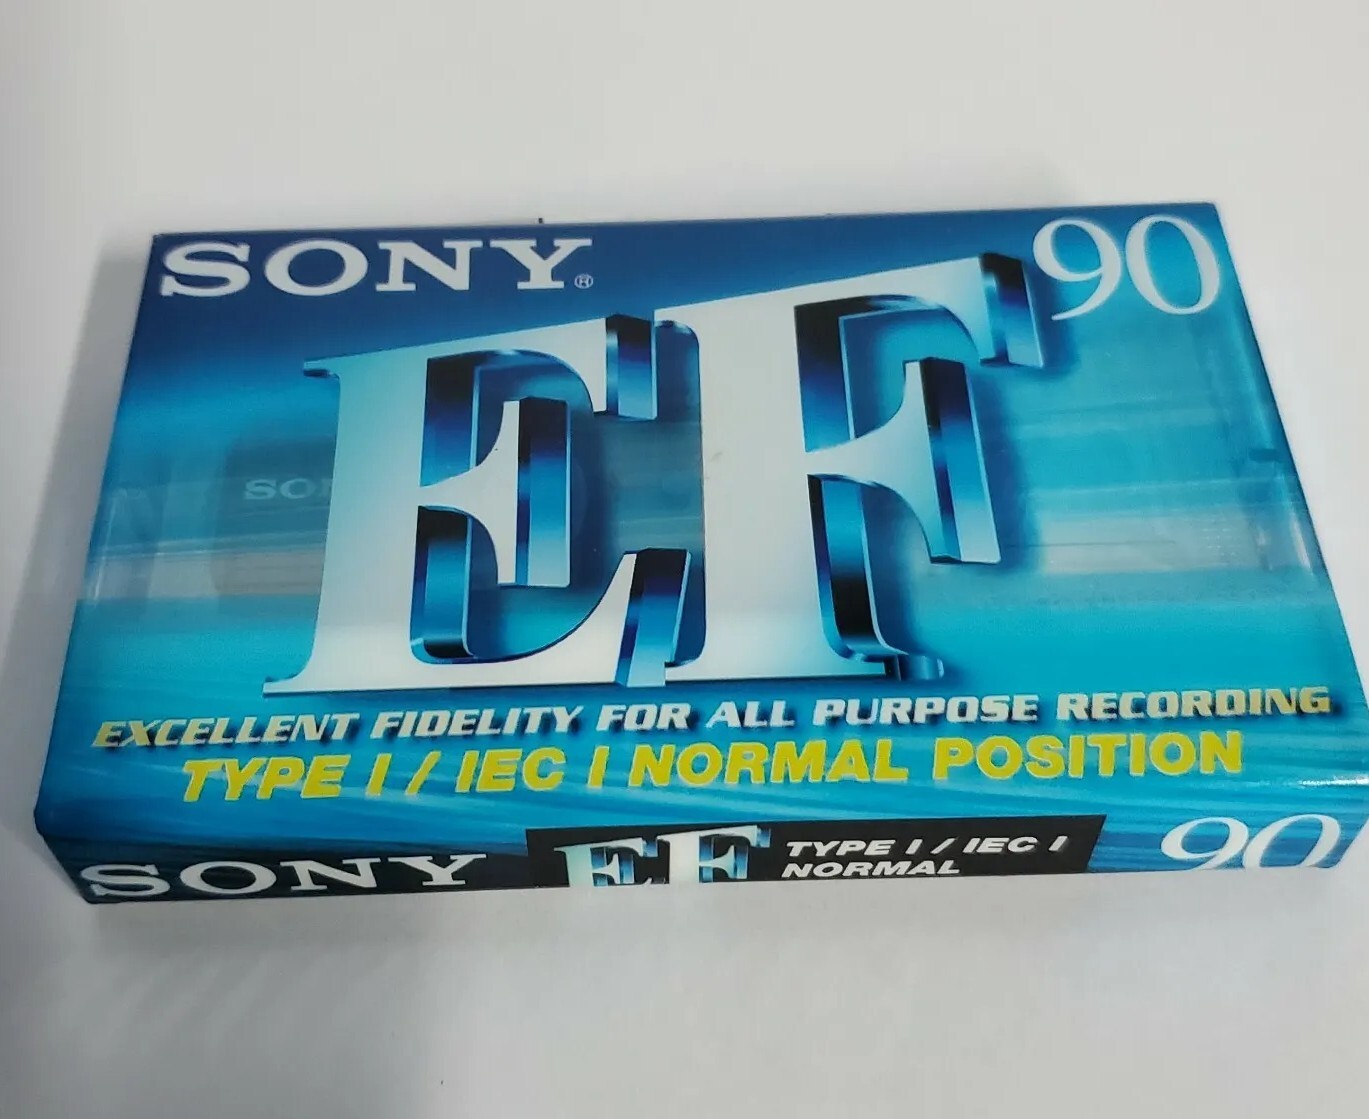 SONY®
90
EF
SON
EXCELLENT FIDELITY FOR ALL PURPOSE RECORDING
TYPE I / IEC I NORMAL POSITION
SONY EF TYPE I / IEC I 90
NORMAL